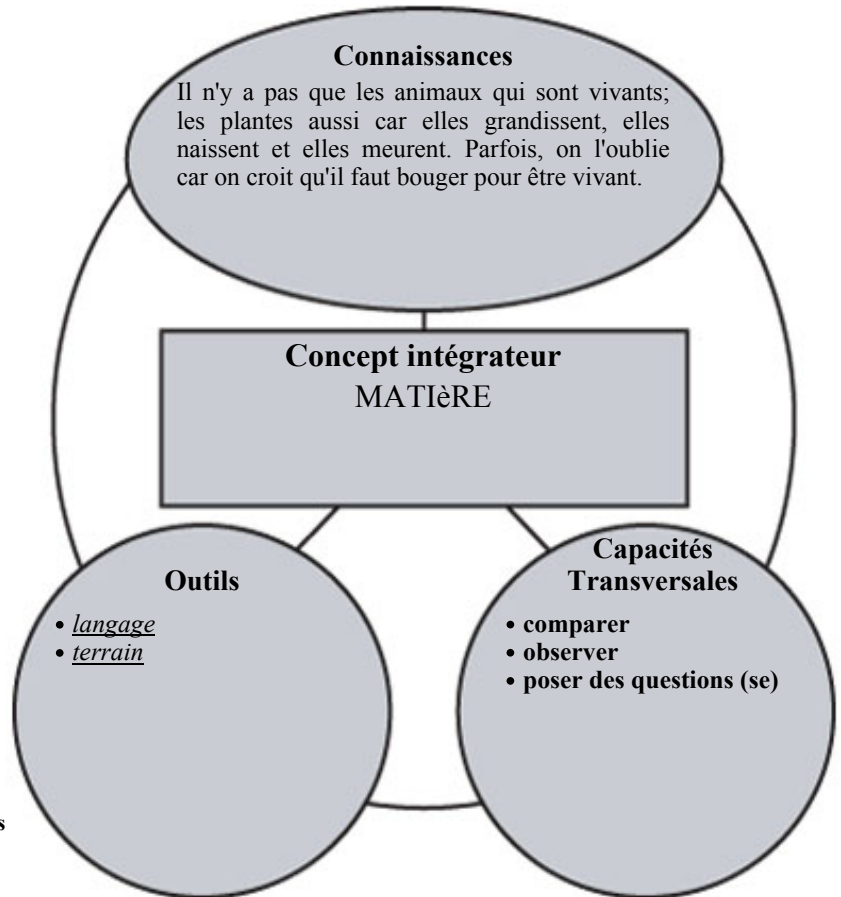 Connaissances
Il n'y a pas que les animaux qui sont vivants;
les plantes aussi car elles grandissent, elles
naissent et elles meurent. Parfois, on l'oublie
car on croit qu'il faut bouger pour être vivant.
Concept intégrateur
MATIèRE
Outils
• langage
• terrain
Capacités
Transversales
• comparer
• observer
• poser des questions (se)
s